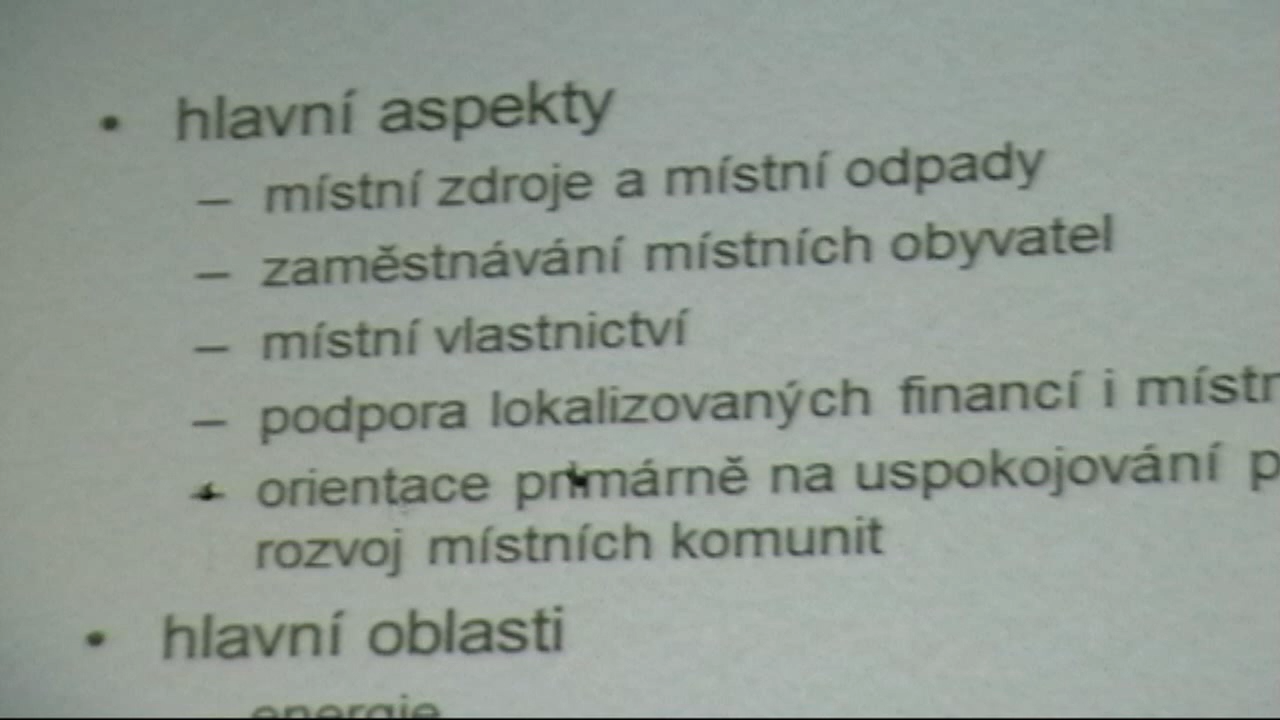 • hlavní aspekty
– místní zdroje a místní odpady
– zaměstnávání místních obyvatel
– místní vlastnictví
– podpora lokalizovaných financí i
– orientace primárně na uspokojování
rozvoj místních komunit
• hlavní oblasti
energie